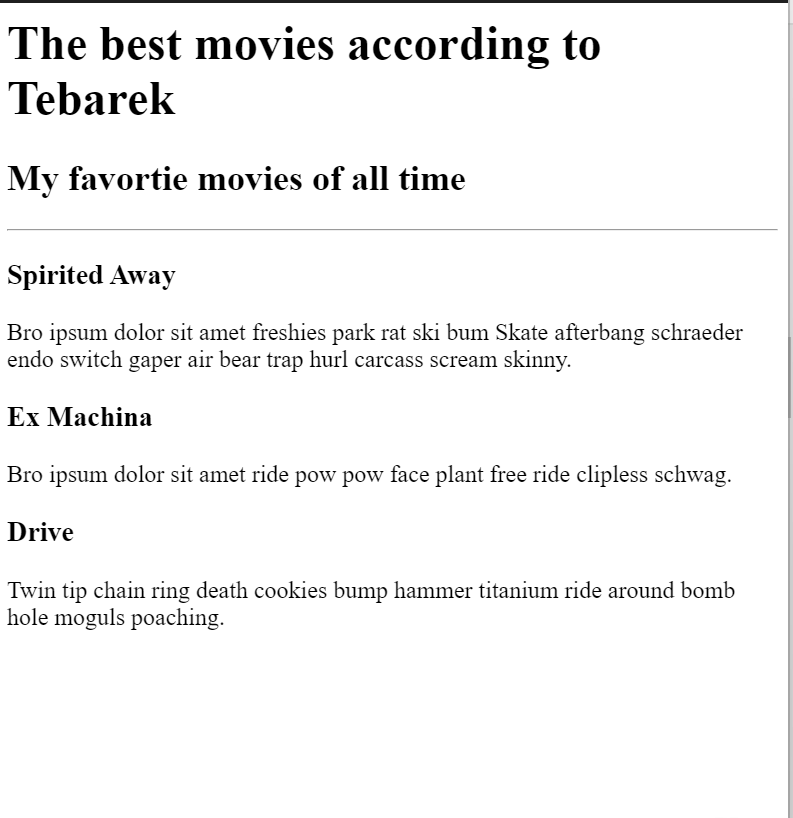 The best movies according to
Tebarek
My favortie movies of all time
Spirited Away
Bro ipsum dolor sit amet freshies park rat ski bum Skate afterbang schraeder
endo switch gaper air bear trap hurl carcass scream skinny.
Ex Machina
Bro ipsum dolor sit amet ride pow pow face plant free ride clipless schwag.
Drive
Twin tip chain ring death cookies bump hammer titanium ride around bomb
hole moguls poaching.